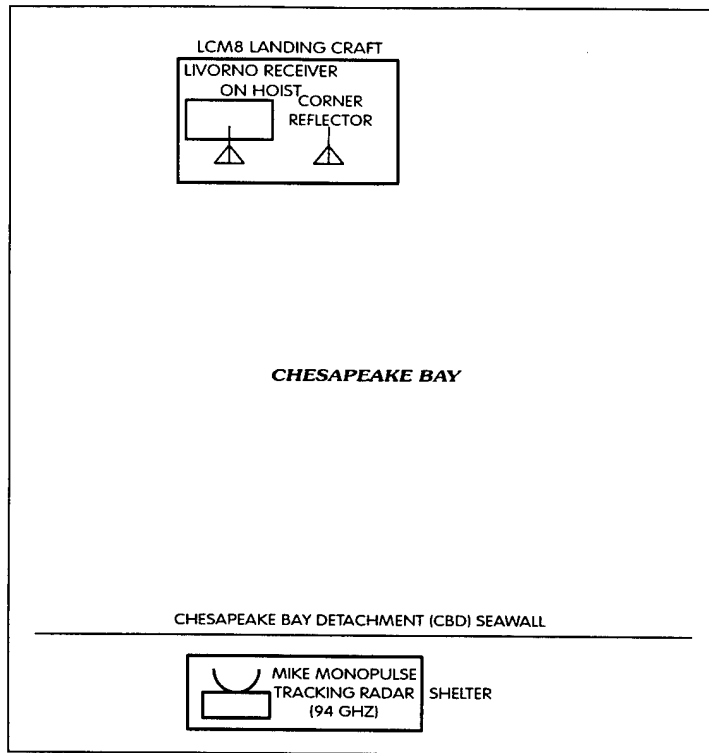 LCM8 LANDING CRAFT
LIVORNO RECEIVER
ON HOIST
CORNER
REFLECTOR
CHESAPEAKE BAY
CHESAPEAKE BAY DETACHMENT (CBD) SEAWALL
MIKE MONOPULSE
TRACKING RADAR
(94 GHZ)
SHELTER